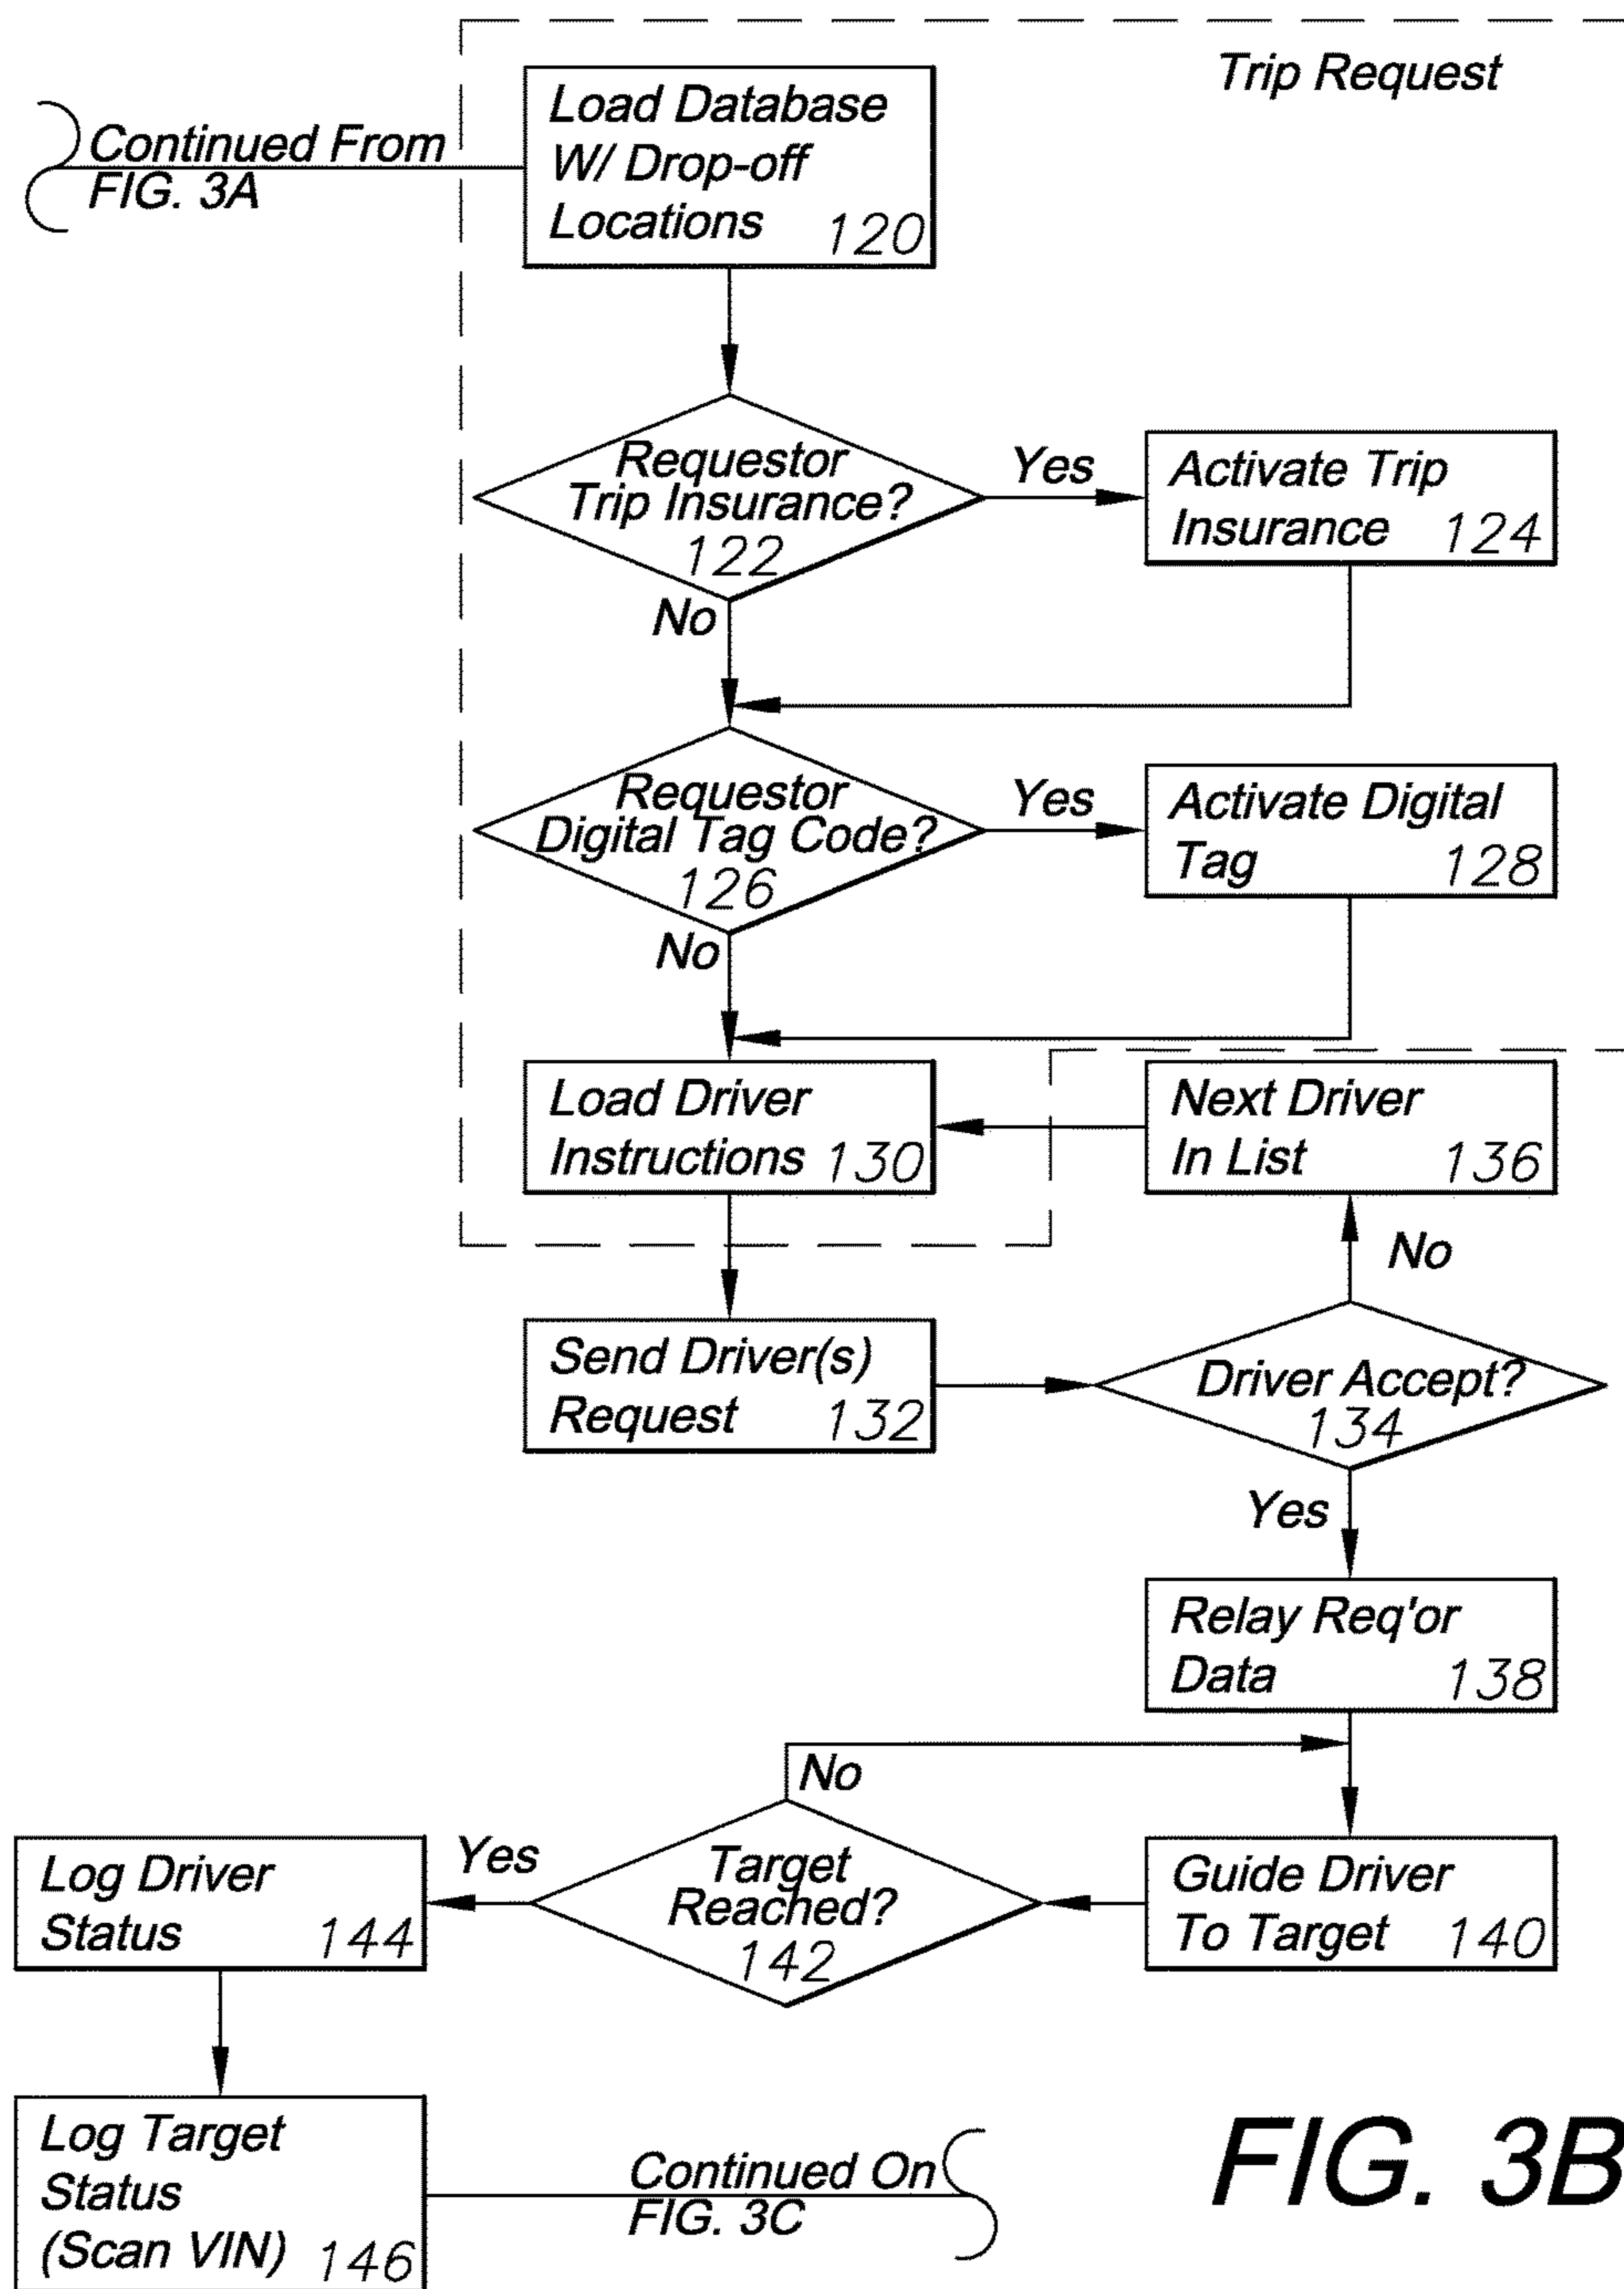 Trip Request
Continued From
FIG. 3A
Load Database
W/ Drop-off
Locations 120
Requestor
Trip Insurance?
122
Yes
Activate Trip
Insurance 124
No
Requestor
Digital Tag Code?
126
Yes
Activate Digital
Tag 128
No
Load Driver
Instructions 130
Next Driver
In List 136
No
Send Driver(s)
Request 132
Driver Accept?
134
Yes
Relay Req'or
Data 138
No
Guide Driver
To Target 140
Target
Reached?
142
Yes
Log Driver
Status 144
Log Target
Status
(Scan VIN) 146
Continued On
FIG. 3C
FIG. 3B